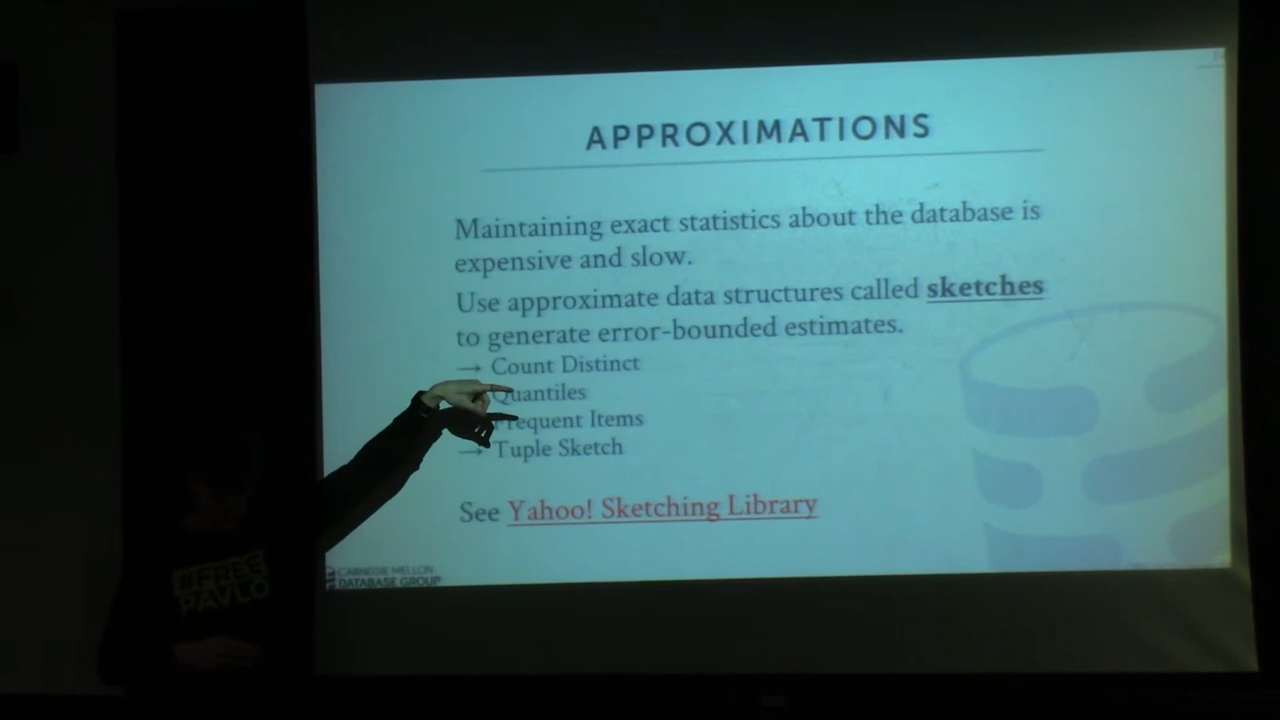 APPROXIMATIONS
Maintaining exact statistics about the database is
expensive and slow.
Use approximate data structures called sketches
to generate error-bounded estimates.
→ Count Distinct
Quantiles
Frequent Items
→ Tuple Sketch
See Yahoo! Sketching Library
CARNEGIE MELLON
DATABASE GROUP
#FREE
PAVLO